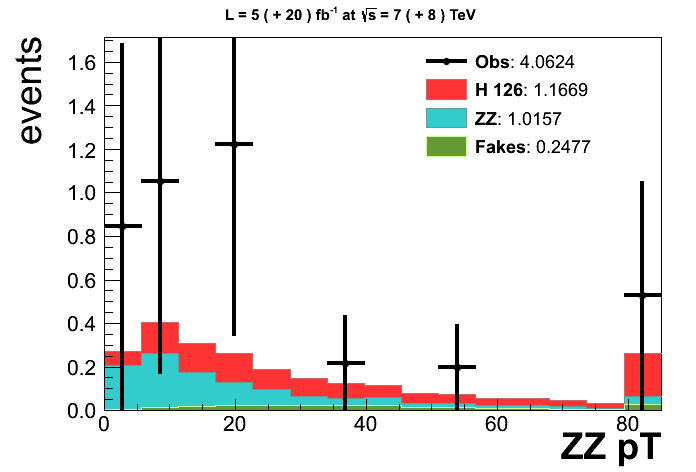 L = 5 ( + 20 ) fb⁻¹ at √s = 7 ( + 8 ) TeV
events
1.6
1.4
1.2
1.0
0.8
0.6
0.4
0.2
0.0
Obs: 4.0624
H 126: 1.1669
ZZ: 1.0157
Fakes: 0.2477
0 20 40 60 80
ZZ pT